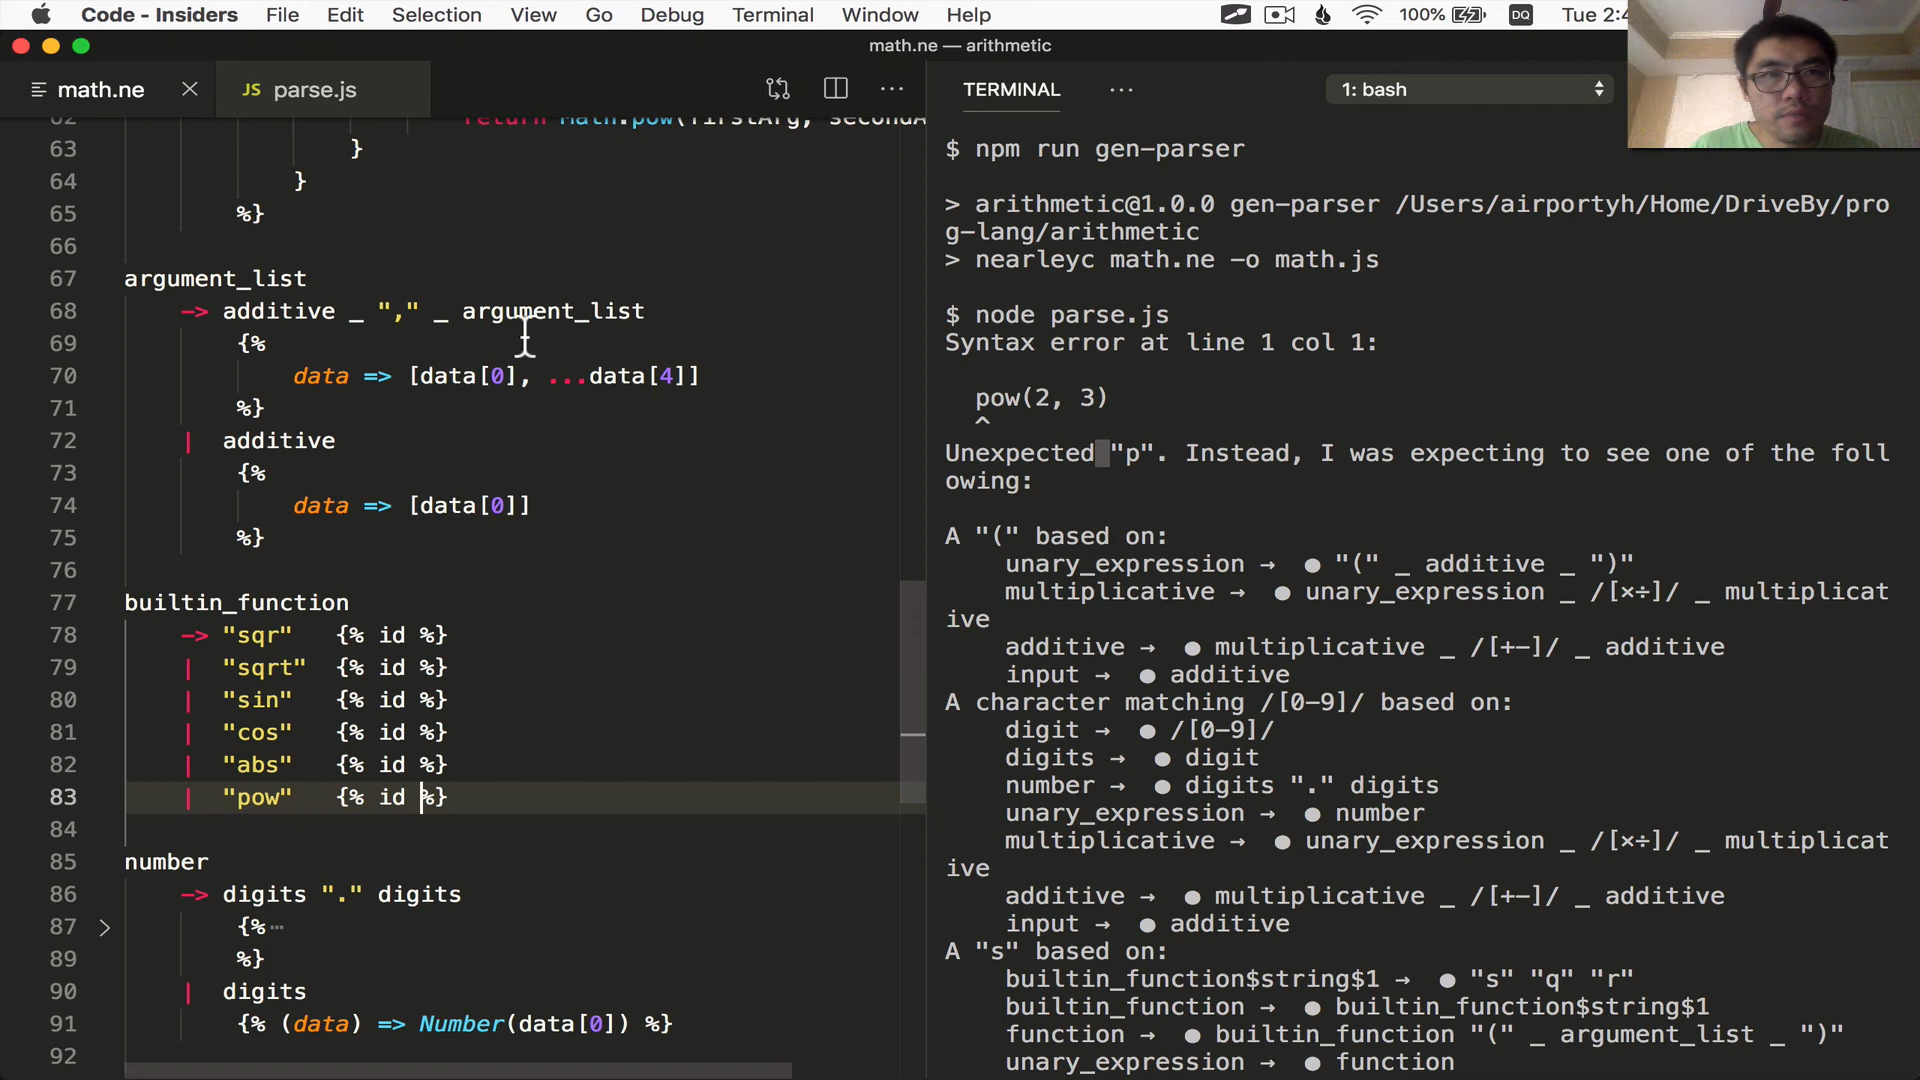 Code - Insiders File Edit Selection View Go Debug Terminal Window Help 100% DQ Tue 2:4
math.ne — arithmetic
math.ne JS parse.js
TERMINAL 1: bash
62 return Math.pow(firstArg, secondA
63 }
64 }
65 %}
66
67 argument_list
68 -> additive _ "," _ argument_list
69 {%
70 data => [data[0], ...data[4]]
71 %}
72 | additive
73 {%
74 data => [data[0]]
75 %}
76
77 builtin_function
78 -> "sqr" {% id %}
79 | "sqrt" {% id %}
80 | "sin" {% id %}
81 | "cos" {% id %}
82 | "abs" {% id %}
83 | "pow" {% id %}
84
85 number
86 -> digits "." digits
87 {%
89 %}
90 | digits
91 {% (data) => Number(data[0]) %}
92
$ npm run gen-parser
> arithmetic@1.0.0 gen-parser /Users/airportyh/Home/DriveBy/pro
g-lang/arithmetic
> nearleyc math.ne -o math.js
$ node parse.js
Syntax error at line 1 col 1:
pow(2, 3)
^
Unexpected "p". Instead, I was expecting to see one of the foll
owing:
A "(" based on:
unary_expression → ● "(" _ additive _ ")"
multiplicative → ● unary_expression _ /[×÷]/ _ multiplicat
ive
additive → ● multiplicative _ /[+−]/ _ additive
input → ● additive
A character matching /[0-9]/ based on:
digit → ● /[0-9]/
digits → ● digit
number → ● digits "." digits
unary_expression → ● number
multiplicative → ● unary_expression _ /[×÷]/ _ multiplicat
ive
additive → ● multiplicative _ /[+−]/ _ additive
input → ● additive
A "s" based on:
builtin_function$string$1 → ● "s" "q" "r"
builtin_function → ● builtin_function$string$1
function → ● builtin_function "(" _ argument_list _ ")"
unary_expression → ● function